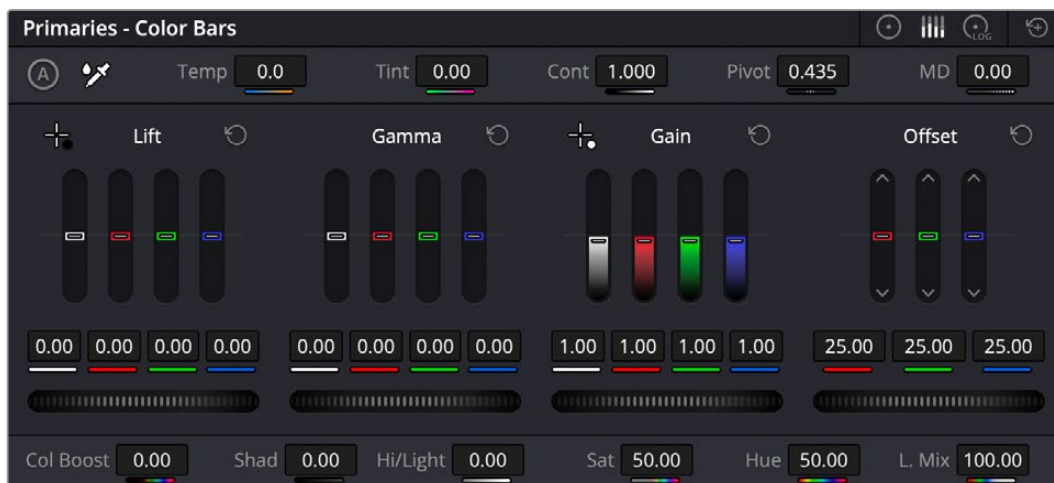 Primaries - Color Bars
LOG
A Temp 0.0 Tint 0.00 Cont 1.000 Pivot 0.435 MD 0.00
Lift Gamma Gain Offset
0.00 0.00 0.00 0.00 0.00 0.00 0.00 0.00 1.00 1.00 1.00 1.00 25.00 25.00 25.00
Col Boost 0.00 Shad 0.00 Hi/Light 0.00 Sat 50.00 Hue 50.00 L. Mix 100.00